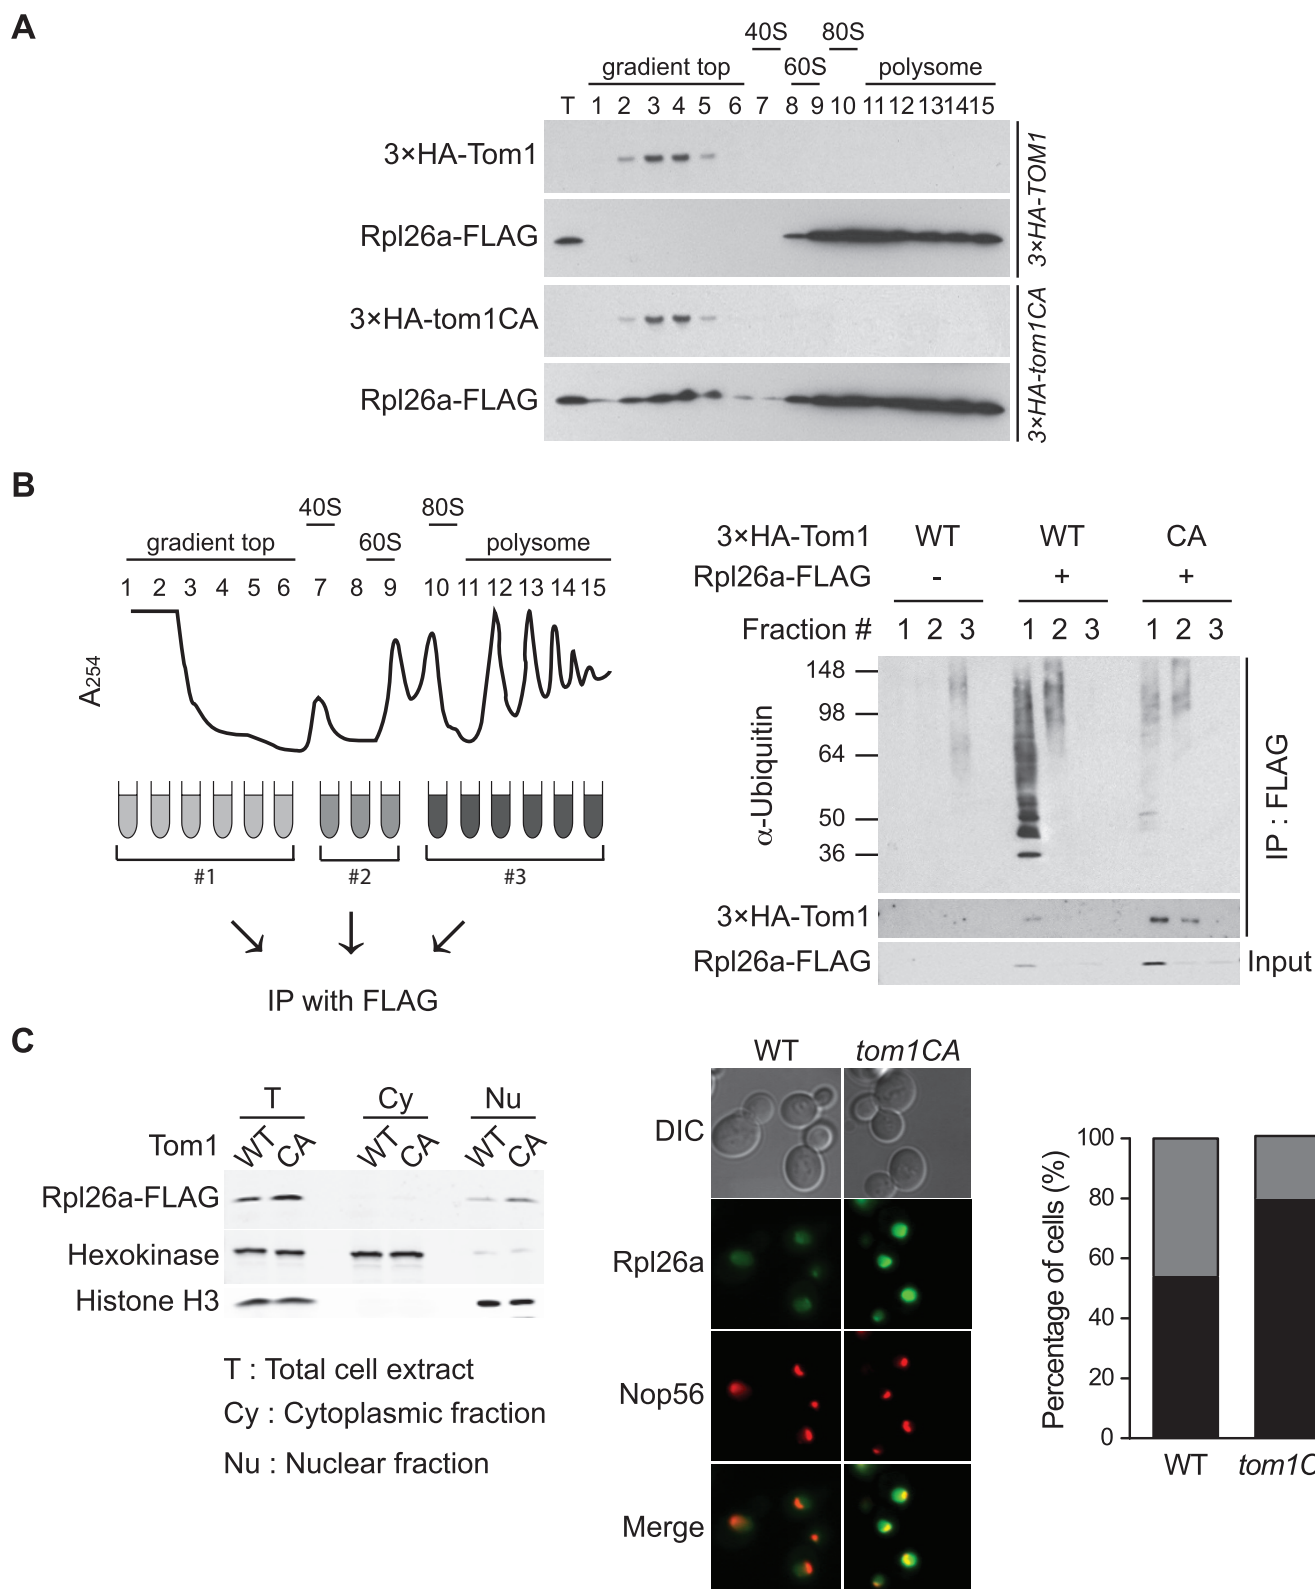 A
40S 80S
gradient top 60S polysome
T 1 2 3 4 5 6 7 8 9 10 11 12 13 14 15
3×HA-Tom1
Rpl26a-FLAG
3×HA-TOM1
3×HA-tom1CA
Rpl26a-FLAG
3×HA-tom1CA
B
40S 80S
gradient top 60S polysome
1 2 3 4 5 6 7 8 9 10 11 12 13 14 15
A254
#1 #2 #3
IP with FLAG
3×HA-Tom1 WT WT CA
Rpl26a-FLAG - + +
Fraction # 1 2 3 1 2 3 1 2 3
148
98
64
50
36
α-Ubiquitin
IP : FLAG
3×HA-Tom1
Rpl26a-FLAG Input
C
T Cy Nu
Tom1 WT CA WT CA WT CA
Rpl26a-FLAG
Hexokinase
Histone H3
T : Total cell extract
Cy : Cytoplasmic fraction
Nu : Nuclear fraction
WT tom1CA
DIC
Rpl26a
Nop56
Merge
Percentage of cells (%)
100
80
60
40
20
0
WT tom1C